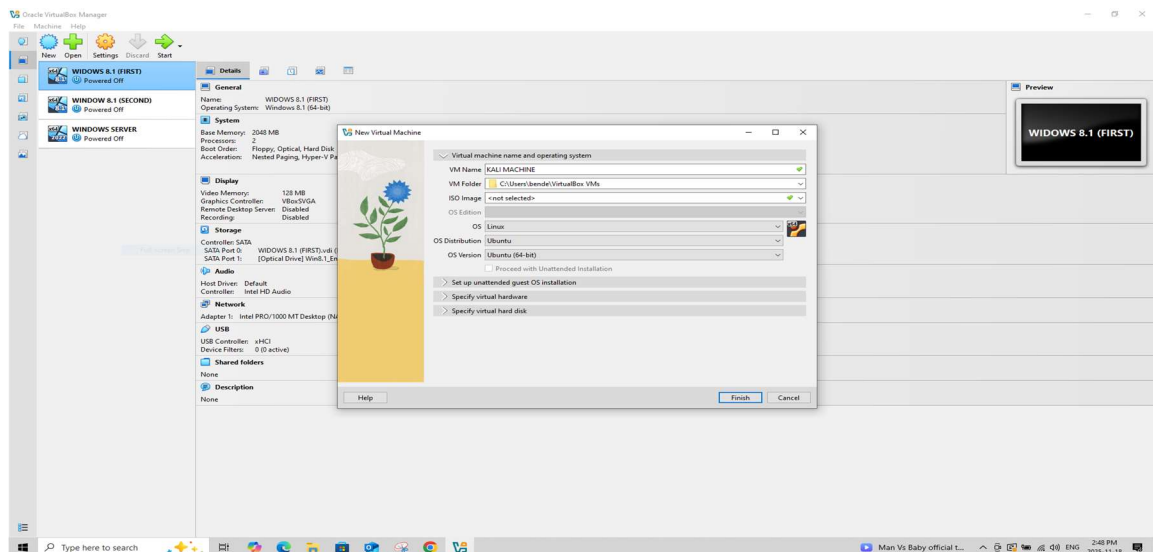 Oracle VirtualBox Manager
File Machine Help
New Open Settings Discard Start
WIDOWS 8.1 (FIRST)
Powered Off
WINDOW 8.1 (SECOND)
Powered Off
WINDOWS SERVER
Powered Off
Details
General
Name: WIDOWS 8.1 (FIRST)
Operating System: Windows 8.1 (64-bit)
System
Base Memory: 2048 MB
Processors: 2
Boot Order: Floppy, Optical, Hard Disk
Acceleration: Nested Paging, Hyper-V Pa
Display
Video Memory: 128 MB
Graphics Controller: VBoxSVGA
Remote Desktop Server: Disabled
Recording: Disabled
Storage
Controller: SATA
SATA Port 0: WIDOWS 8.1 (FIRST).vdi (
SATA Port 1: [Optical Drive] Win8.1_En
Audio
Host Driver: Default
Controller: Intel HD Audio
Network
Adapter 1: Intel PRO/1000 MT Desktop (NA
USB
USB Controller: xHCI
Device Filters: 0 (0 active)
Shared folders
None
Description
None
Preview
WIDOWS 8.1 (FIRST)
New Virtual Machine
Virtual machine name and operating system
VM Name KALI MACHINE
VM Folder C:\Users\bende\VirtualBox VMs
ISO Image <not selected>
OS Edition
OS Linux
OS Distribution Ubuntu
OS Version Ubuntu (64-bit)
Proceed with Unattended Installation
Set up unattended guest OS installation
Specify virtual hardware
Specify virtual hard disk
Help Finish Cancel
Type here to search
Man Vs Baby official t...
ENG
2:48 PM
2025-11-18